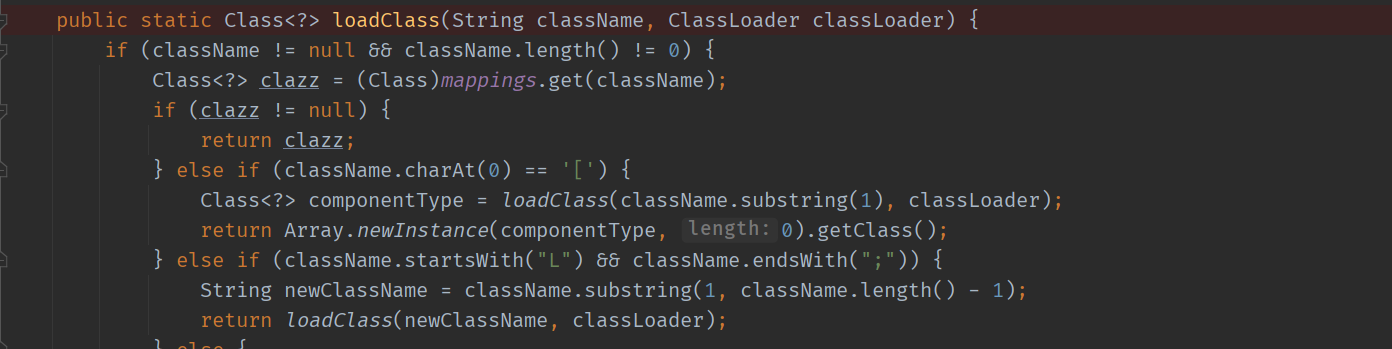 public static Class<?> loadClass(String className, ClassLoader classLoader) {
if (className != null && className.length() != 0) {
Class<?> clazz = (Class)mappings.get(className);
if (clazz != null) {
return clazz;
} else if (className.charAt(0) == '[') {
Class<?> componentType = loadClass(className.substring(1), classLoader);
return Array.newInstance(componentType, length: 0).getClass();
} else if (className.startsWith("L") && className.endsWith(";")) {
String newClassName = className.substring(1, className.length() - 1);
return loadClass(newClassName, classLoader);
} else {